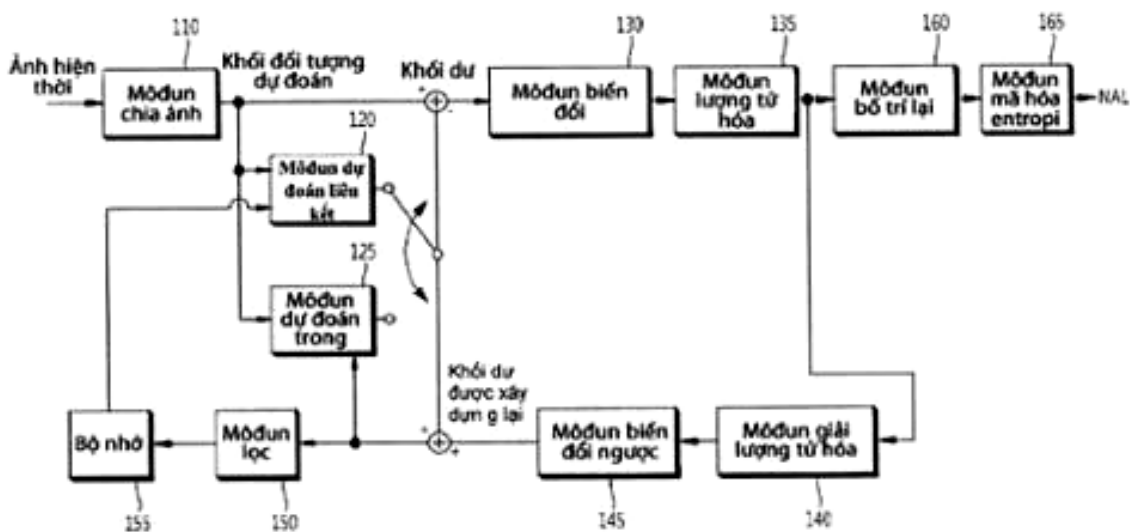 110
130
135
160
165
Ảnh hiện
thời
Môđun
chia ảnh
Khối đối tượng
dự đoán
Khối dư
+
-
Môđun biến
đổi
Môđun
lượng tử
hóa
Môđun
bố trí lại
Môđun
mã hóa
entropi
NAL
120
Môđun dự
đoán liên
kết
125
Môđun
dự đoán
trong
Khối dư
được xây
dựn g lại
+
+
Bộ nhớ
Môđun
lọc
Môđun biến
đổi ngược
Môđun giải
lượng tử hóa
155
150
145
140